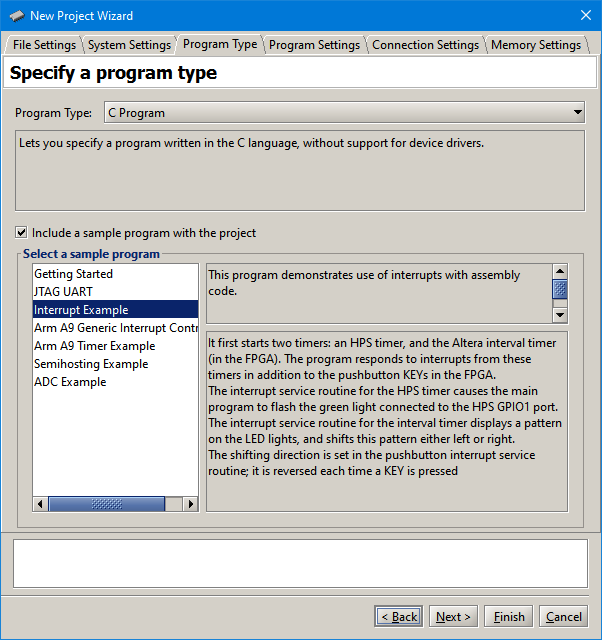 New Project Wizard
File Settings
System Settings
Program Type
Program Settings
Connection Settings
Memory Settings
Specify a program type
Program Type:
C Program
Lets you specify a program written in the C language, without support for device drivers.
Include a sample program with the project
Select a sample program
Getting Started
JTAG UART
Interrupt Example
Arm A9 Generic Interrupt Contr
Arm A9 Timer Example
Semihosting Example
ADC Example
This program demonstrates use of interrupts with assembly
code.
It first starts two timers: an HPS timer, and the Altera interval timer
(in the FPGA). The program responds to interrupts from these
timers in addition to the pushbutton KEYs in the FPGA.
The interrupt service routine for the HPS timer causes the main
program to flash the green light connected to the HPS GPIO1 port.
The interrupt service routine for the interval timer displays a pattern
on the LED lights, and shifts this pattern either left or right.
The shifting direction is set in the pushbutton interrupt service
routine; it is reversed each time a KEY is pressed
< Back
Next >
Finish
Cancel